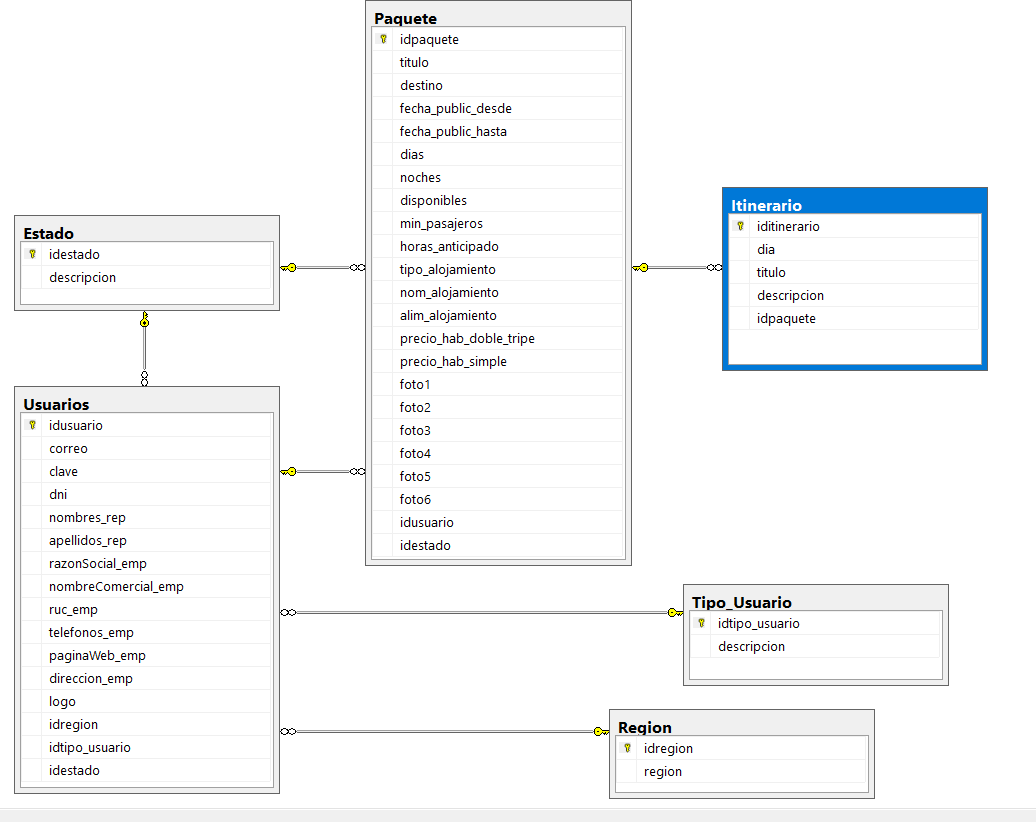 Paquete
idpaquete
titulo
destino
fecha_public_desde
fecha_public_hasta
dias
noches
disponibles
min_pasajeros
horas_anticipado
tipo_alojamiento
nom_alojamiento
alim_alojamiento
precio_hab_doble_tripe
precio_hab_simple
foto1
foto2
foto3
foto4
foto5
foto6
idusuario
idestado
Itinerario
iditinerario
dia
titulo
descripcion
idpaquete
Estado
idestado
descripcion
Usuarios
idusuario
correo
clave
dni
nombres_rep
apellidos_rep
razonSocial_emp
nombreComercial_emp
ruc_emp
telefonos_emp
paginaWeb_emp
direccion_emp
logo
idregion
idtipo_usuario
idestado
Tipo_Usuario
idtipo_usuario
descripcion
Region
idregion
region